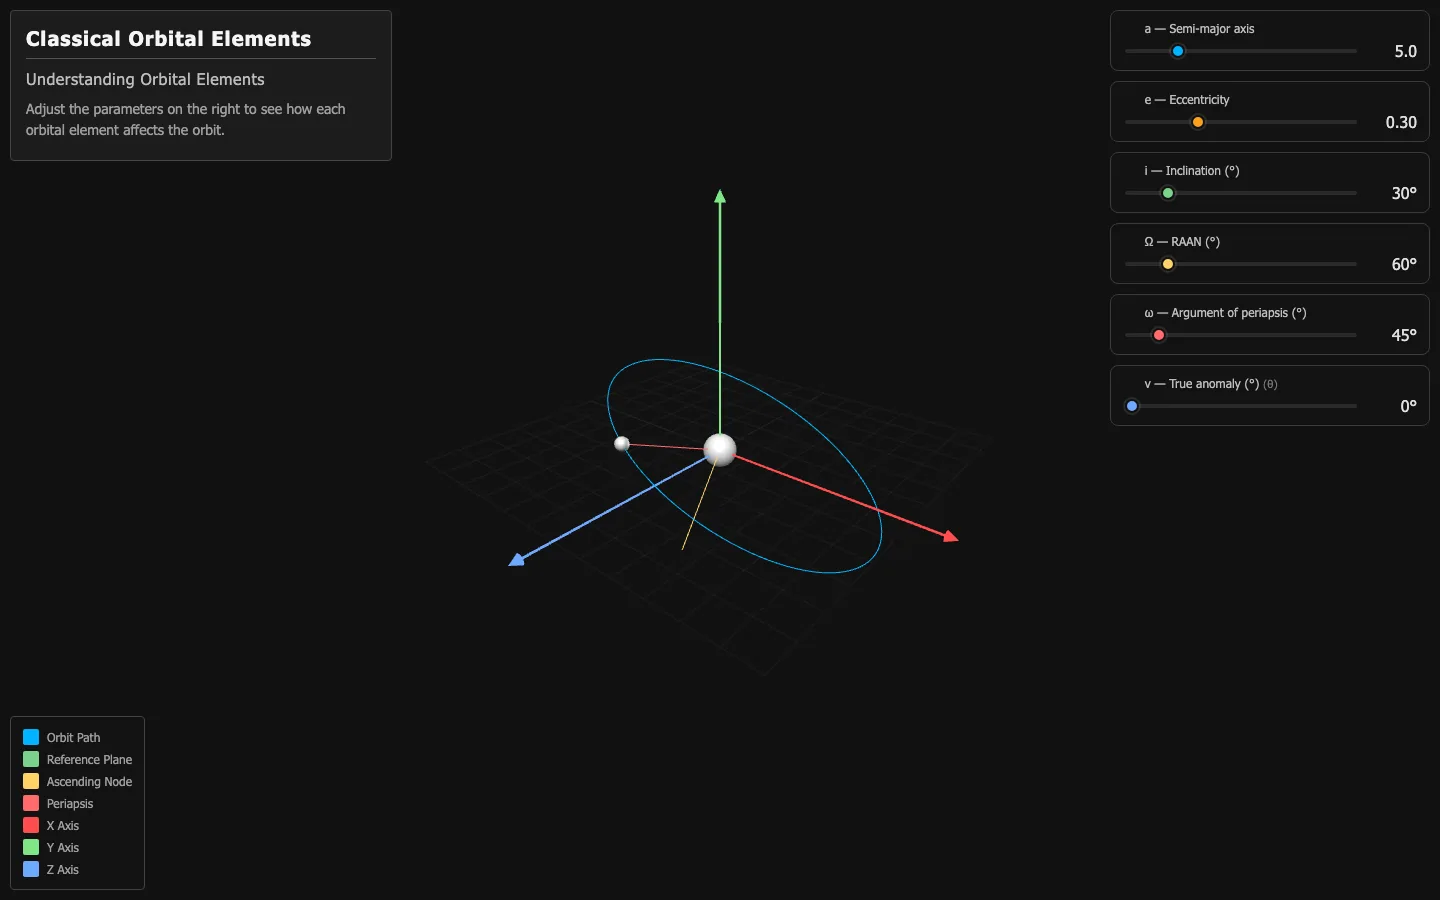 Classical Orbital Elements
Understanding Orbital Elements
Adjust the parameters on the right to see how each
orbital element affects the orbit.
a — Semi-major axis
5.0
e — Eccentricity
0.30
i — Inclination (°)
30°
Ω — RAAN (°)
60°
ω — Argument of periapsis (°)
45°
ν — True anomaly (°) (θ)
0°
Orbit Path
Reference Plane
Ascending Node
Periapsis
X Axis
Y Axis
Z Axis